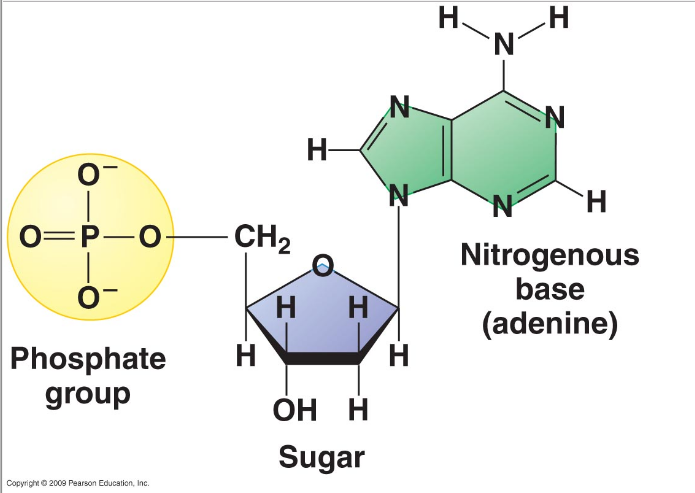 H H
N
N
N
H
N
N
H
O⁻
O=P—O
CH₂
O⁻
O
H H
H H
OH H
Nitrogenous
base
(adenine)
Phosphate
group
Sugar
Copyright © 2009 Pearson Education, Inc.